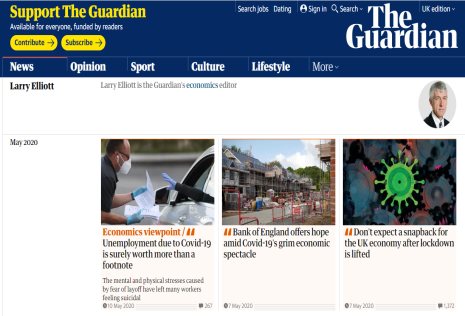 Support The Guardian
Search jobs Dating Sign in Search UK edition
Available for everyone, funded by readers
Contribute → Subscribe →
The Guardian
News Opinion Sport Culture Lifestyle More
Larry Elliott
Larry Elliott is the Guardian's economics editor
May 2020
Economics viewpoint /
Unemployment due to Covid-19
is surely worth more than a
footnote
The mental and physical stresses caused
by fear of layoff have left many workers
feeling suicidal
10 May 2020 267
Bank of England offers hope
amid Covid-19's grim economic
spectacle
7 May 2020
Don't expect a snapback for
the UK economy after lockdown
is lifted
7 May 2020 1,372